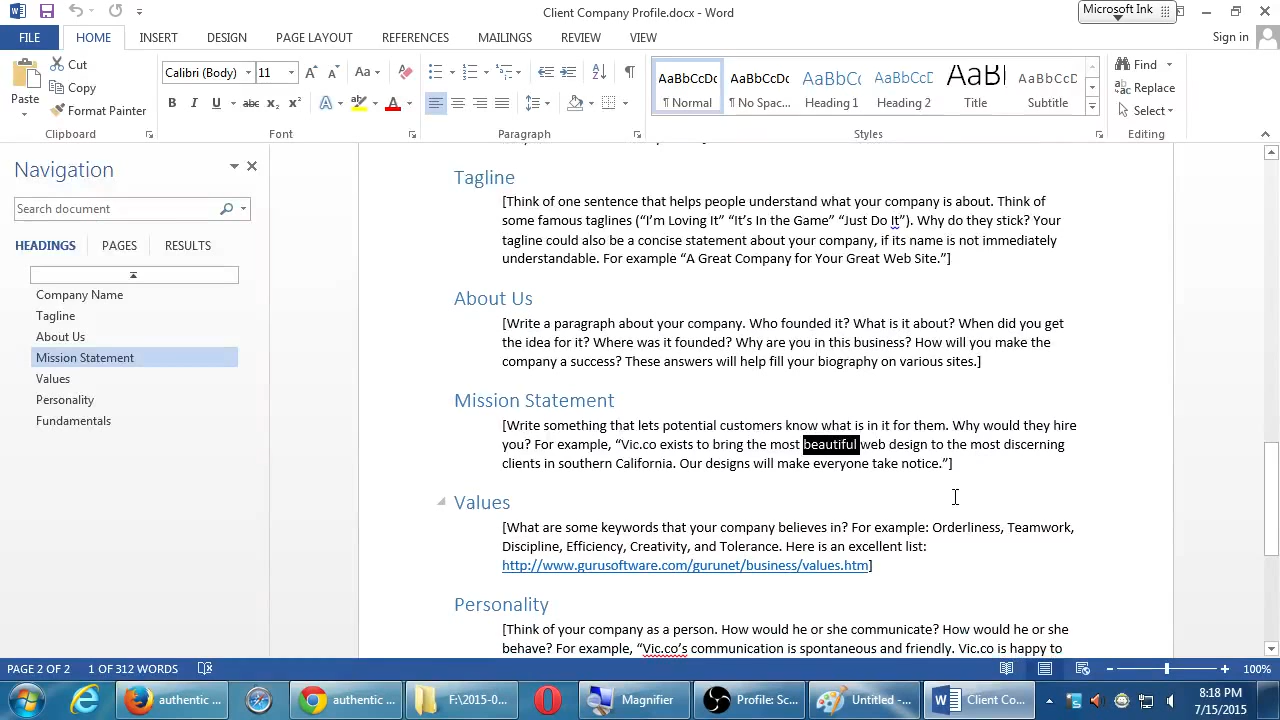 Client Company Profile.docx - Word
Microsoft Ink
FILE HOME INSERT DESIGN PAGE LAYOUT REFERENCES MAILINGS REVIEW VIEW Sign in
Paste
Cut
Copy
Format Painter
Clipboard
Calibri (Body) 11
Font
Paragraph
AaBbCcDc AaBbCcDc AaBbCc AaBbCcD AaBl AaBbCcD
¶ Normal ¶ No Spac... Heading 1 Heading 2 Title Subtitle
Styles
Find
Replace
Select
Editing
Navigation
Search document
HEADINGS PAGES RESULTS
Company Name
Tagline
About Us
Mission Statement
Values
Personality
Fundamentals
Tagline
[Think of one sentence that helps people understand what your company is about. Think of
some famous taglines (“I’m Loving It” “It’s In the Game” “Just Do It”). Why do they stick? Your
tagline could also be a concise statement about your company, if its name is not immediately
understandable. For example “A Great Company for Your Great Web Site.”]
About Us
[Write a paragraph about your company. Who founded it? What is it about? When did you get
the idea for it? Where was it founded? Why are you in this business? How will you make the
company a success? These answers will help fill your biography on various sites.]
Mission Statement
[Write something that lets potential customers know what is in it for them. Why would they hire
you? For example, “Vic.co exists to bring the most beautiful web design to the most discerning
clients in southern California. Our designs will make everyone take notice.”]
Values
[What are some keywords that your company believes in? For example: Orderliness, Teamwork,
Discipline, Efficiency, Creativity, and Tolerance. Here is an excellent list:
http://www.gurusoftware.com/gurunet/business/values.htm]
Personality
[Think of your company as a person. How would he or she communicate? How would he or she
behave? For example, “Vic.co’s communication is spontaneous and friendly. Vic.co is happy to
PAGE 2 OF 2 1 OF 312 WORDS 100%
authentic ... authentic ... F:\2015-0... Magnifier Profile: Sc... Untitled -... Client Co...
8:18 PM
7/15/2015